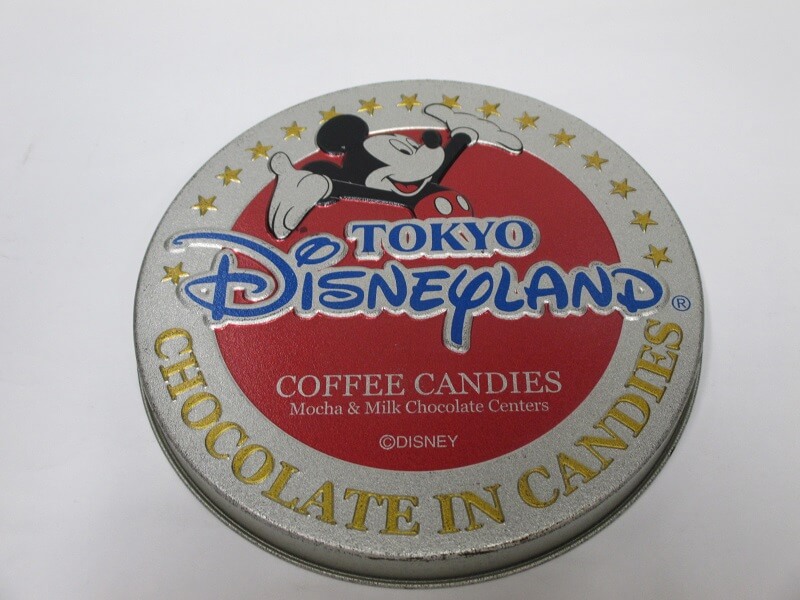 TOKYO
DISNEYLAND®
COFFEE CANDIES
Mocha & Milk Chocolate Centers
©DISNEY
CHOCOLATE IN CANDIES